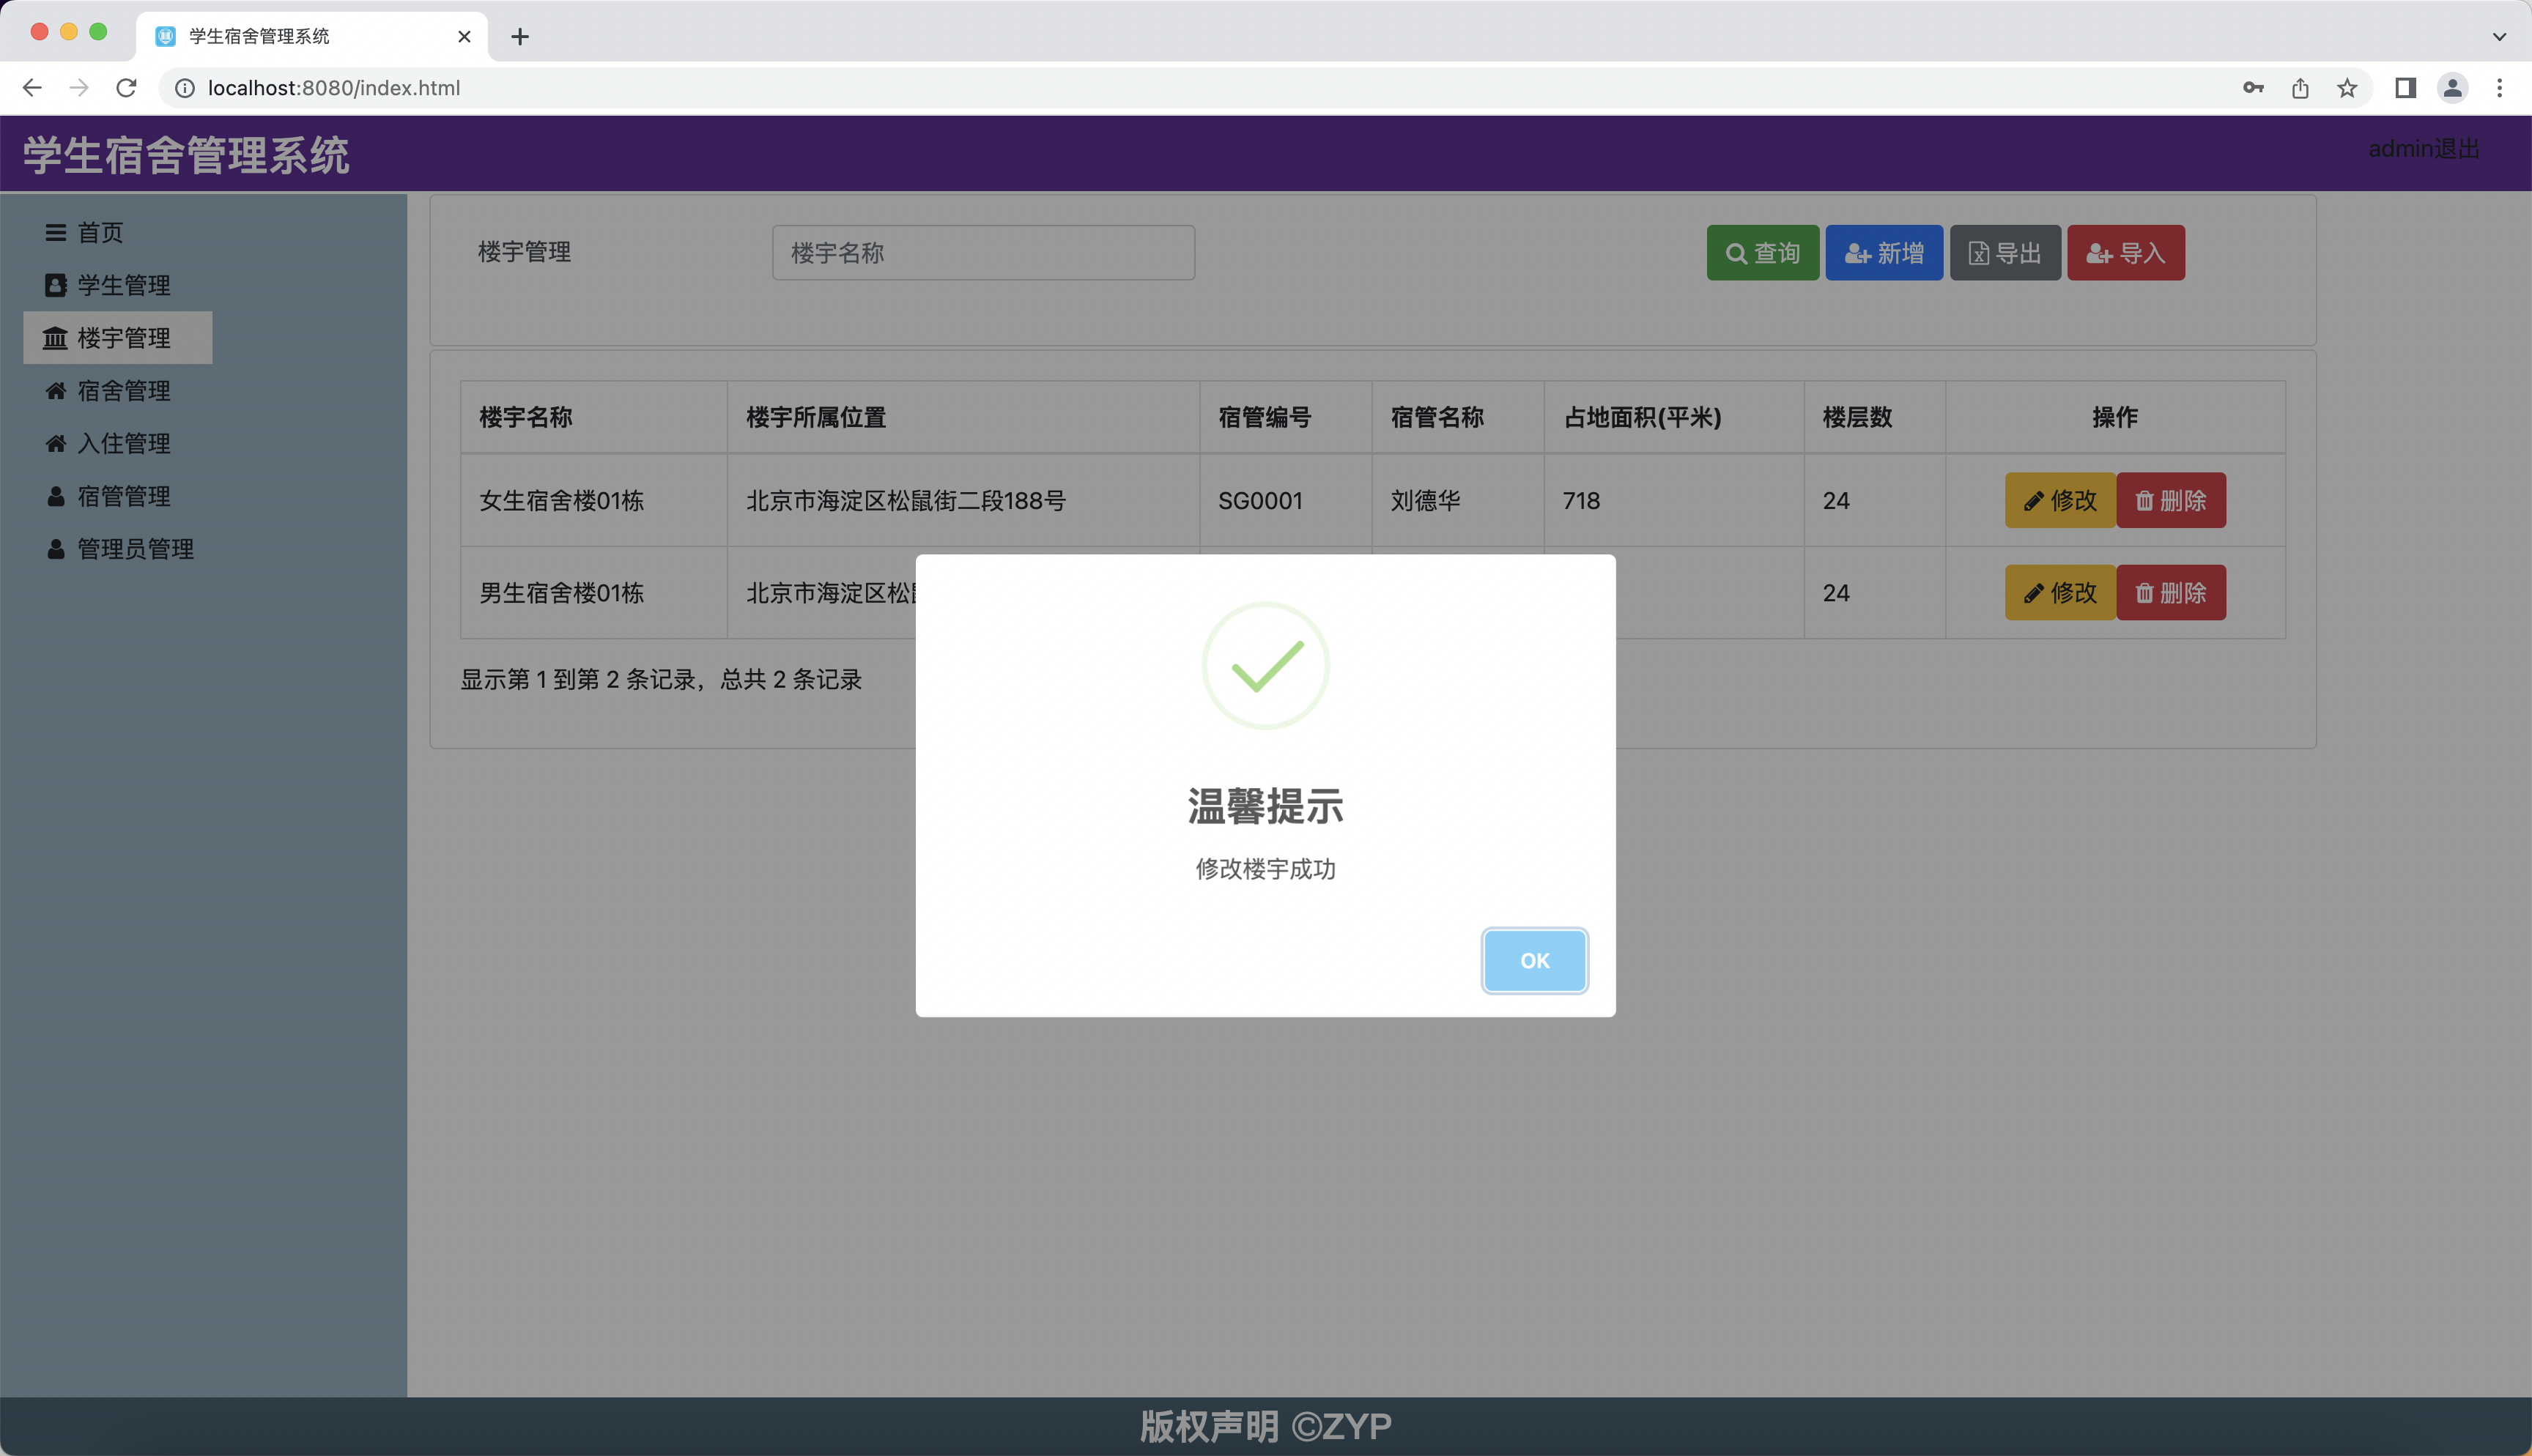 学生宿舍管理系统
localhost:8080/index.html
学生宿舍管理系统
admin退出
首页
学生管理
楼宇管理
宿舍管理
入住管理
宿管管理
管理员管理
楼宇管理 楼宇名称 查询 新增 导出 导入
楼宇名称 楼宇所属位置 宿管编号 宿管名称 占地面积(平米) 楼层数 操作
女生宿舍楼01栋 北京市海淀区松鼠街二段188号 SG0001 刘德华 718 24 修改 删除
男生宿舍楼01栋 北京市海淀区松 24 修改 删除
显示第 1 到第 2 条记录，总共 2 条记录
温馨提示
修改楼宇成功
OK
版权声明 ©ZYP